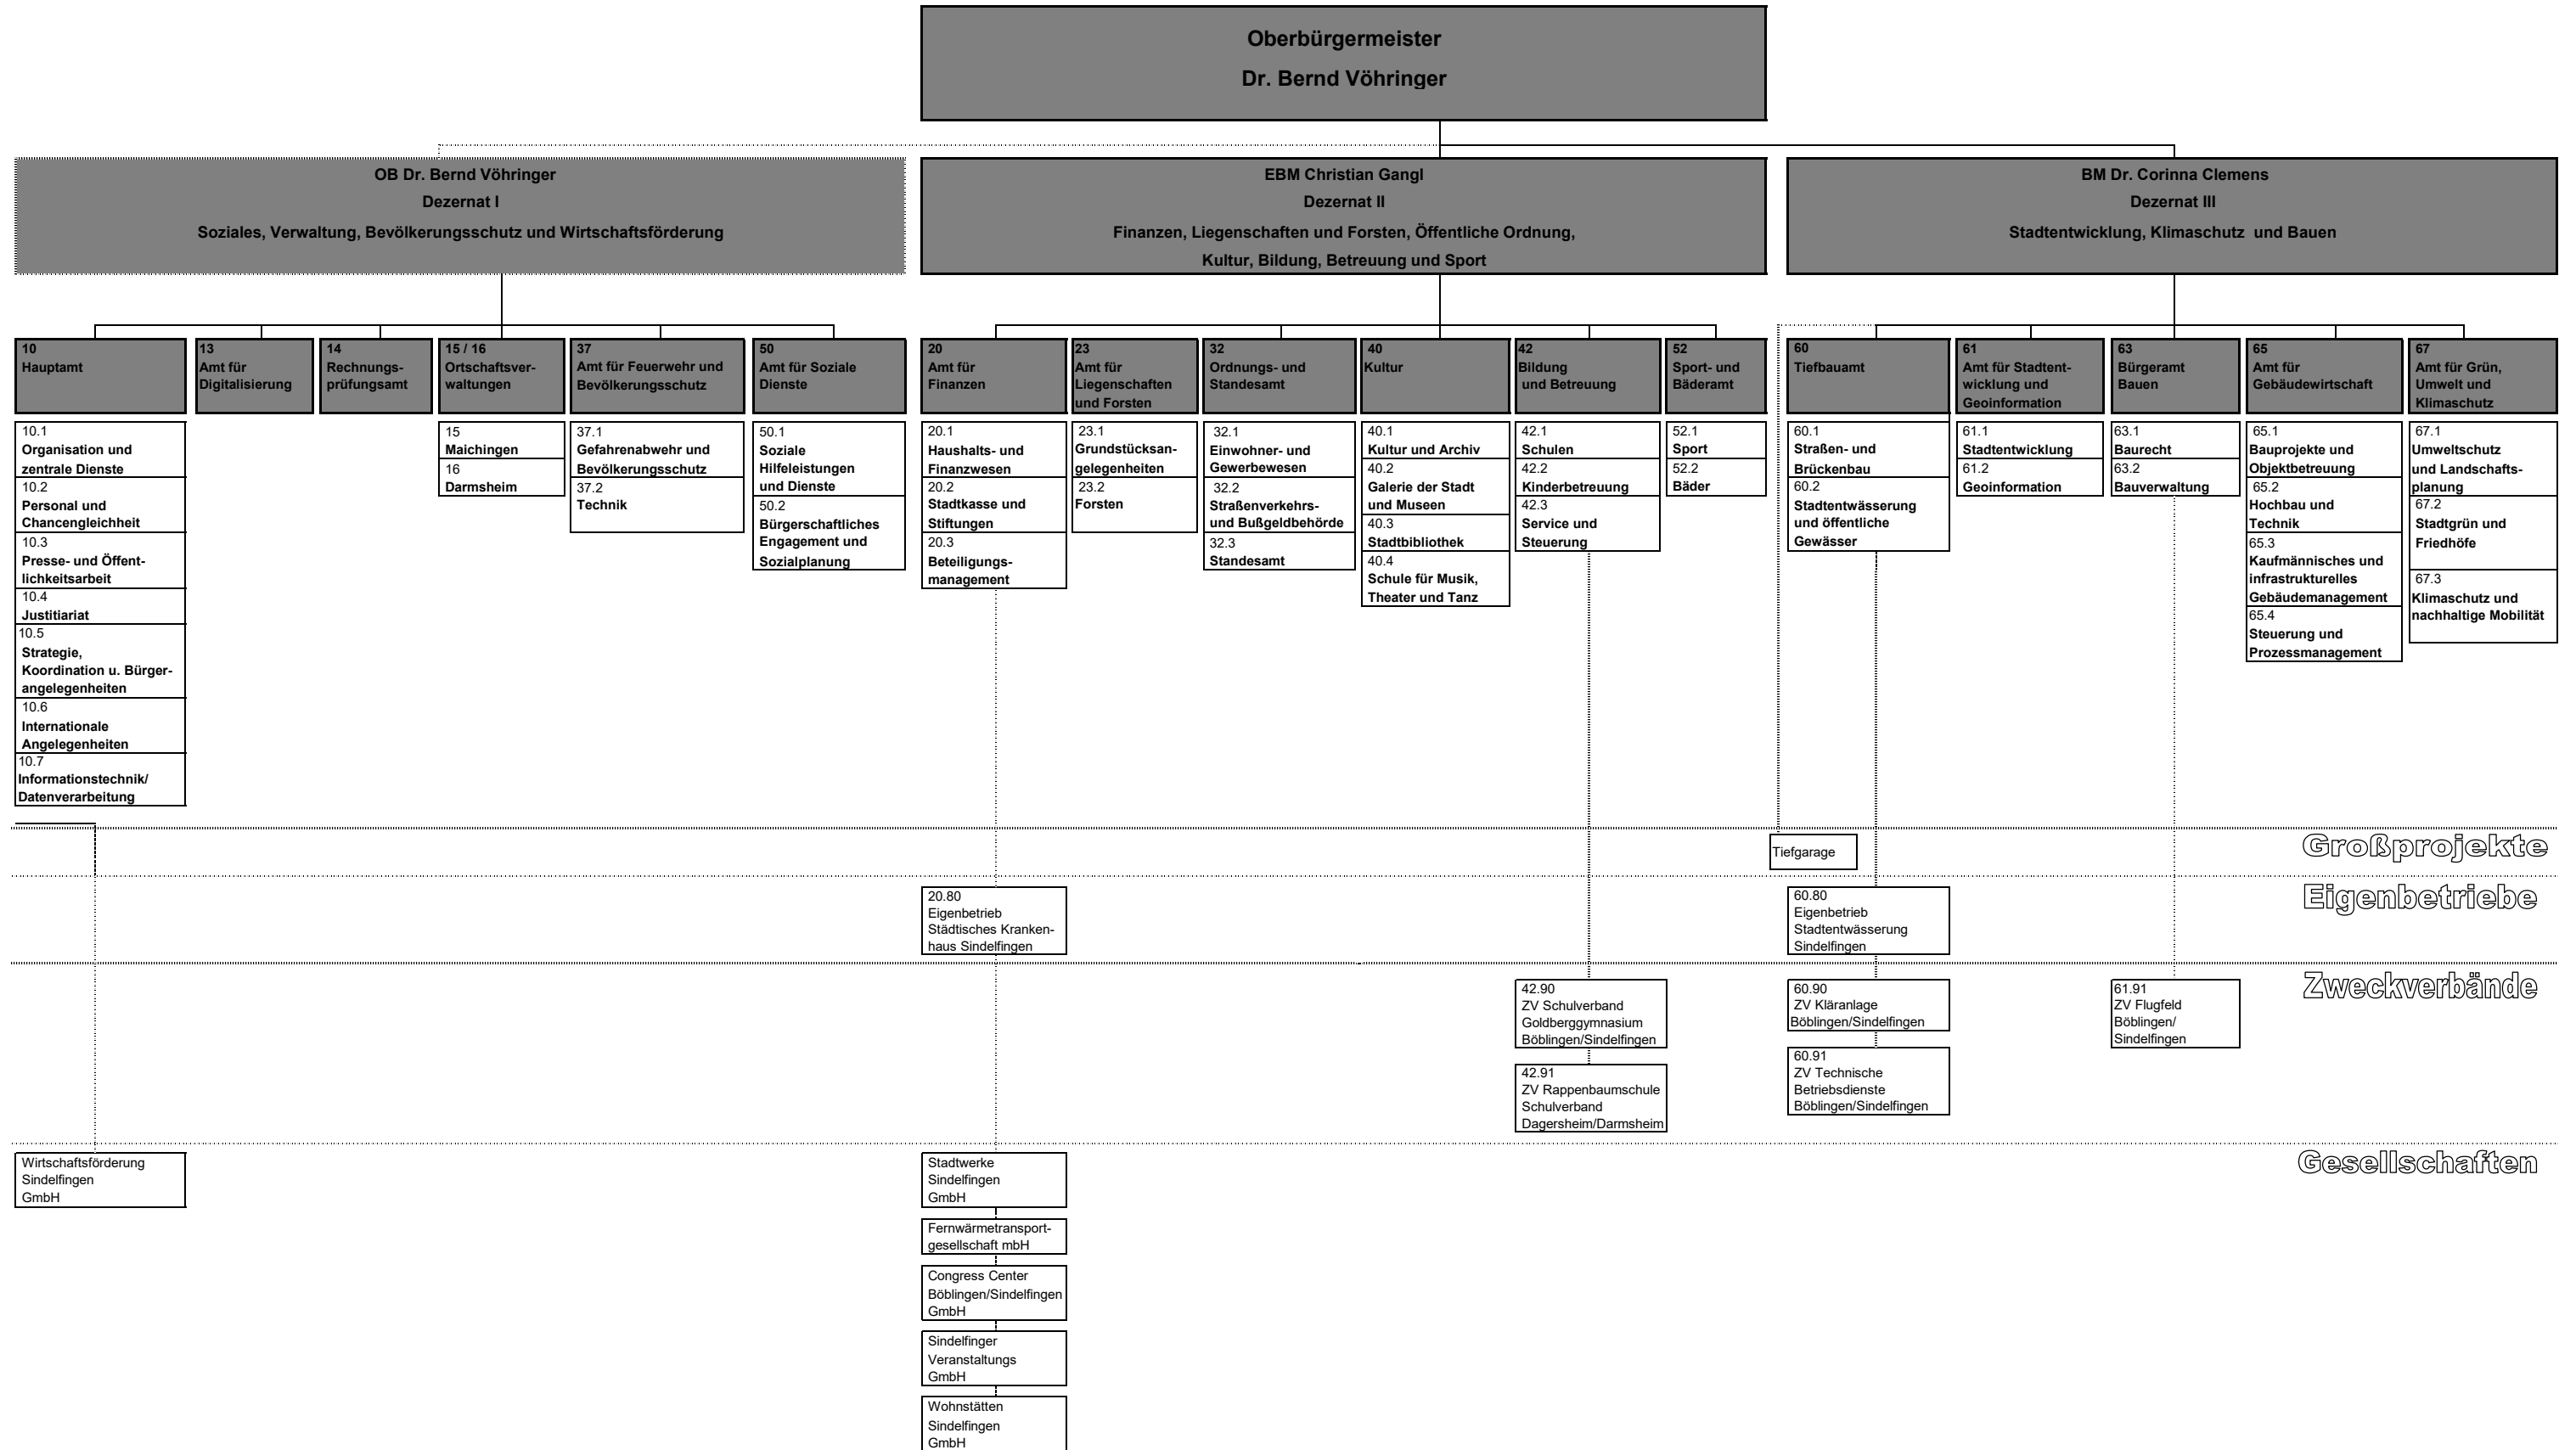 Oberbürgermeister
Dr. Bernd Vöhringer
OB Dr. Bernd Vöhringer
Dezernat I
Soziales, Verwaltung, Bevölkerungsschutz und Wirtschaftsförderung
EBM Christian Gangl
Dezernat II
Finanzen, Liegenschaften und Forsten, Öffentliche Ordnung,
Kultur, Bildung, Betreuung und Sport
BM Dr. Corinna Clemens
Dezernat III
Stadtentwicklung, Klimaschutz und Bauen
10
Hauptamt
13
Amt für
Digitalisierung
14
Rechnungs-
prüfungsamt
15 / 16
Ortschaftsver-
waltungen
37
Amt für Feuerwehr und
Bevölkerungsschutz
50
Amt für Soziale
Dienste
20
Amt für
Finanzen
23
Amt für
Liegenschaften
und Forsten
32
Ordnungs- und
Standesamt
40
Kultur
42
Bildung
und Betreuung
52
Sport- und
Bäderamt
60
Tiefbauamt
61
Amt für Stadtent-
wicklung und
Geoinformation
63
Bürgeramt
Bauen
65
Amt für
Gebäudewirtschaft
67
Amt für Grün,
Umwelt und
Klimaschutz
10.1
Organisation und
zentrale Dienste
10.2
Personal und
Chancengleichheit
10.3
Presse- und Öffent-
lichkeitsarbeit
10.4
Justitiariat
10.5
Strategie,
Koordination u. Bürger-
angelegenheiten
10.6
Internationale
Angelegenheiten
10.7
Informationstechnik/
Datenverarbeitung
15
Maichingen
16
Darmsheim
37.1
Gefahrenabwehr und
Bevölkerungsschutz
37.2
Technik
50.1
Soziale
Hilfeleistungen
und Dienste
50.2
Bürgerschaftliches
Engagement und
Sozialplanung
20.1
Haushalts- und
Finanzwesen
20.2
Stadtkasse und
Stiftungen
20.3
Beteiligungs-
management
23.1
Grundstücksan-
gelegenheiten
23.2
Forsten
32.1
Einwohner- und
Gewerbewesen
32.2
Straßenverkehrs-
und Bußgeldbehörde
32.3
Standesamt
40.1
Kultur und Archiv
40.2
Galerie der Stadt
und Museen
40.3
Stadtbibliothek
40.4
Schule für Musik,
Theater und Tanz
42.1
Schulen
42.2
Kinderbetreuung
42.3
Service und
Steuerung
52.1
Sport
52.2
Bäder
60.1
Straßen- und
Brückenbau
60.2
Stadtentwässerung
und öffentliche
Gewässer
61.1
Stadtentwicklung
61.2
Geoinformation
63.1
Baurecht
63.2
Bauverwaltung
65.1
Bauprojekte und
Objektbetreuung
65.2
Hochbau und
Technik
65.3
Kaufmännisches und
infrastrukturelles
Gebäudemanagement
65.4
Steuerung und
Prozessmanagement
67.1
Umweltschutz
und Landschafts-
planung
67.2
Stadtgrün und
Friedhöfe
67.3
Klimaschutz und
nachhaltige Mobilität
Tiefgarage
Großprojekte
20.80
Eigenbetrieb
Städtisches Kranken-
haus Sindelfingen
60.80
Eigenbetrieb
Stadtentwässerung
Sindelfingen
Eigenbetriebe
42.90
ZV Schulverband
Goldberggymnasium
Böblingen/Sindelfingen
42.91
ZV Rappenbaumschule
Schulverband
Dagersheim/Darmsheim
60.90
ZV Kläranlage
Böblingen/Sindelfingen
60.91
ZV Technische
Betriebsdienste
Böblingen/Sindelfingen
61.91
ZV Flugfeld
Böblingen/
Sindelfingen
Zweckverbände
Wirtschaftsförderung
Sindelfingen
GmbH
Stadtwerke
Sindelfingen
GmbH
Fernwärmetransport-
gesellschaft mbH
Congress Center
Böblingen/Sindelfingen
GmbH
Sindelfinger
Veranstaltungs
GmbH
Wohnstätten
Sindelfingen
GmbH
Gesellschaften